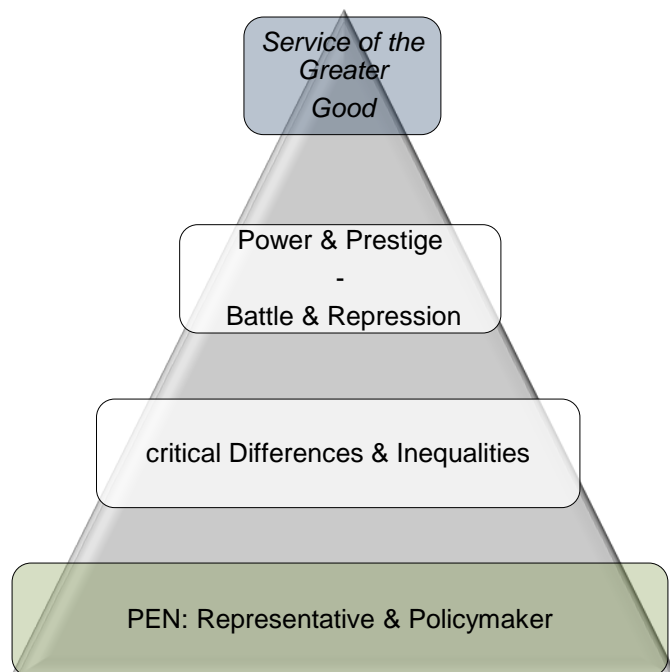 Service of the
Greater
Good
Power & Prestige
-
Battle & Repression
critical Differences & Inequalities
PEN: Representative & Policymaker